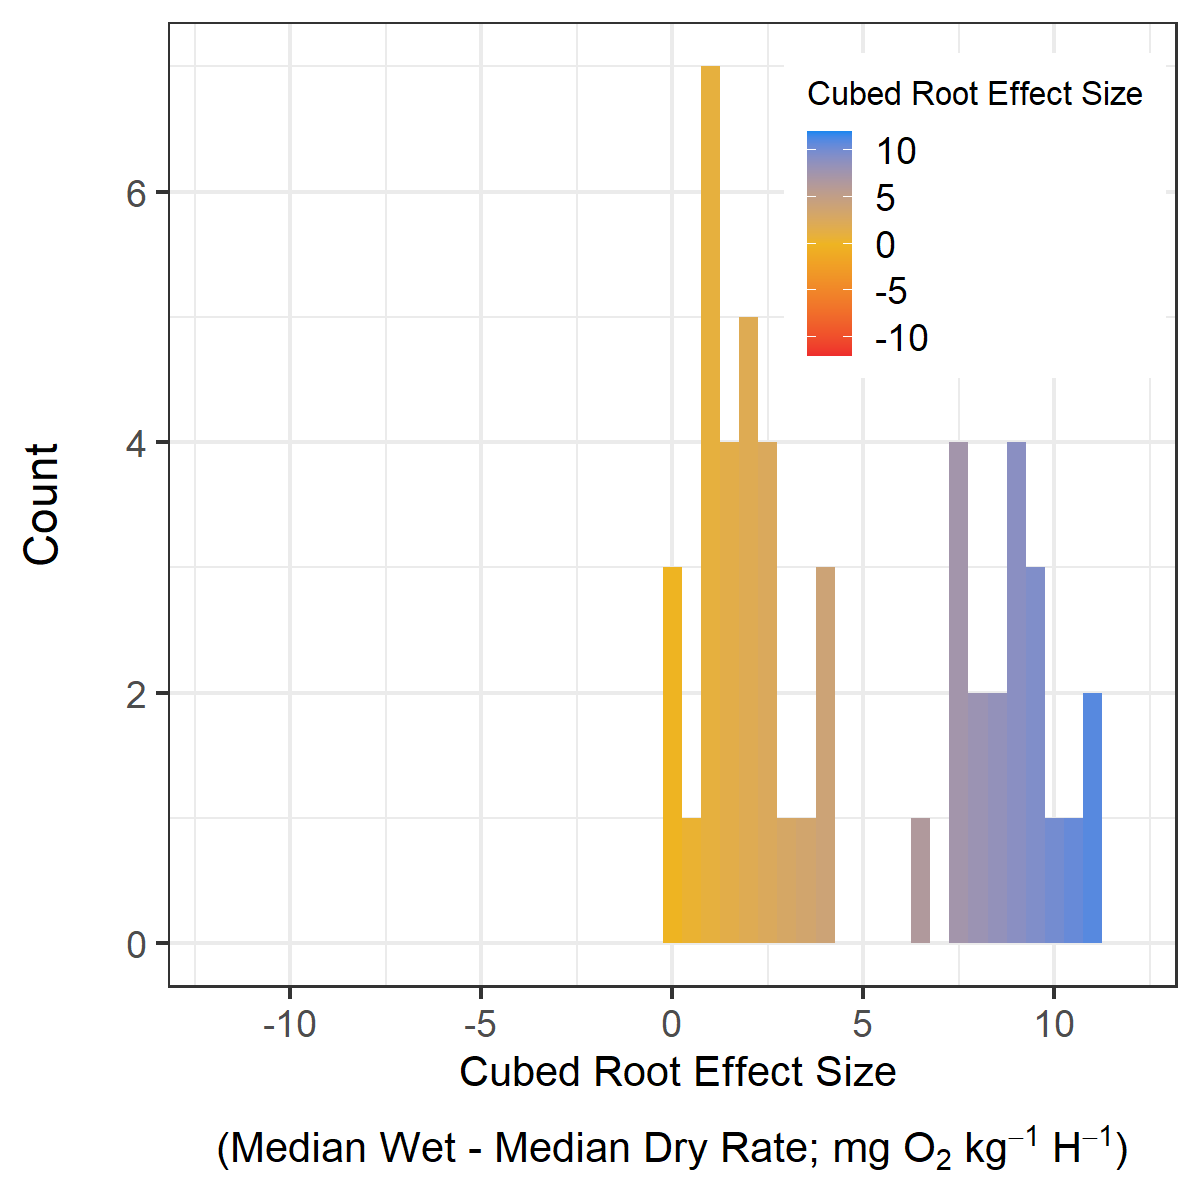 Cubed Root Effect Size
10
5
0
-5
-10
6
4
2
0
Count
-10 -5 0 5 10
Cubed Root Effect Size
(Median Wet - Median Dry Rate; mg O₂ kg⁻¹ H⁻¹)